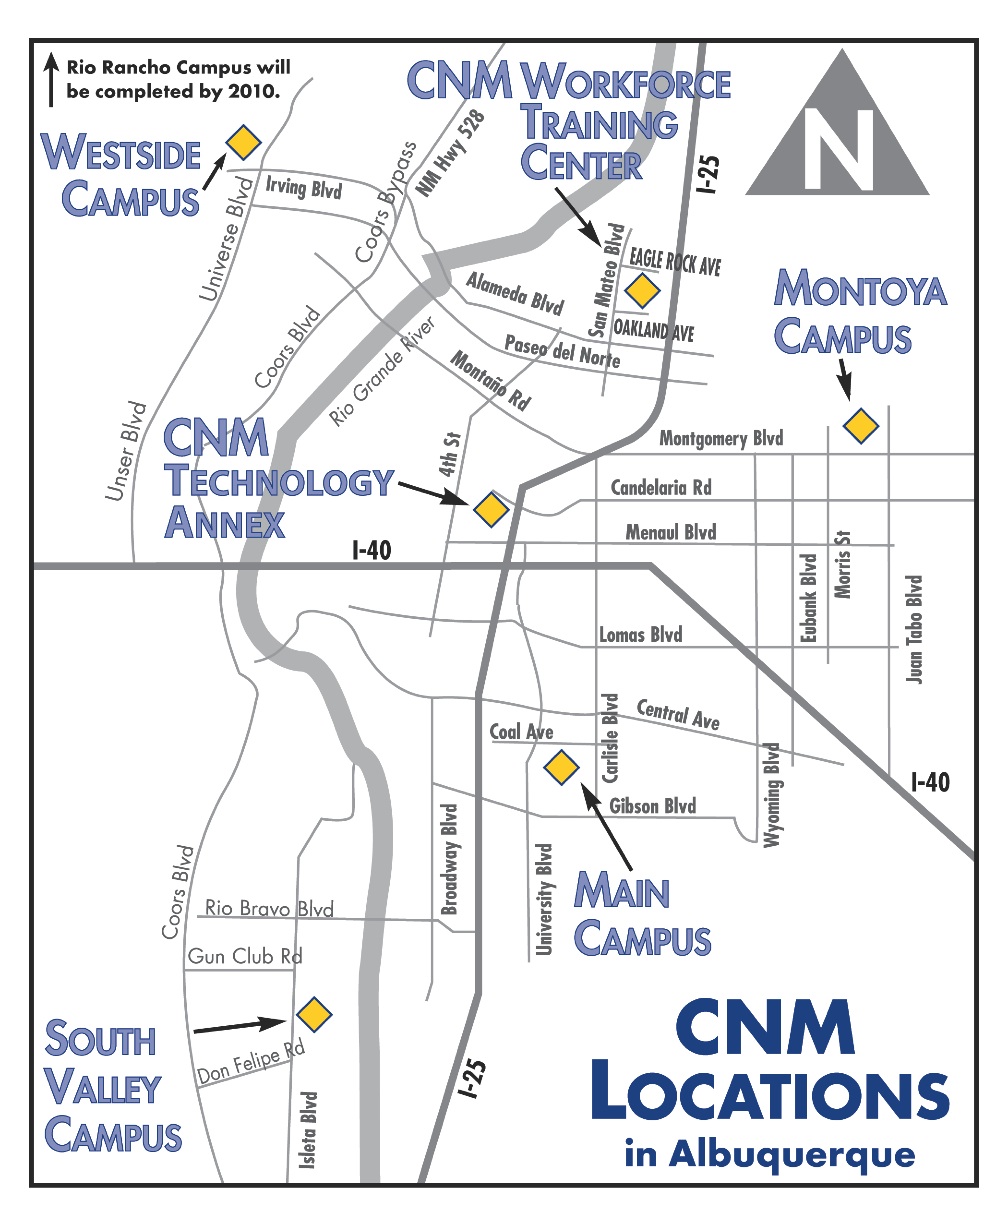 Rio Rancho Campus will
be completed by 2010.
CNM WORKFORCE
TRAINING
CENTER
N
WESTSIDE
CAMPUS
Irving Blvd
Universe Blvd
Coors Bypass
NM Hwy 528
I-25
San Mateo Blvd
EAGLE ROCK AVE
OAKLAND AVE
Alameda Blvd
Paseo del Norte
MONTOYA
CAMPUS
Coors Blvd
Rio Grande River
Montaño Rd
Unser Blvd
CNM
TECHNOLOGY
ANNEX
4th St
Montgomery Blvd
Candelaria Rd
Menaul Blvd
I-40
Eubank Blvd
Morris St
Juan Tabo Blvd
Lomas Blvd
Central Ave
Coal Ave
Carlisle Blvd
Wyoming Blvd
I-40
Gibson Blvd
Broadway Blvd
University Blvd
MAIN
CAMPUS
Coors Blvd
Rio Bravo Blvd
Gun Club Rd
SOUTH
VALLEY
CAMPUS
Don Felipe Rd
Isleta Blvd
I-25
CNM
LOCATIONS
in Albuquerque